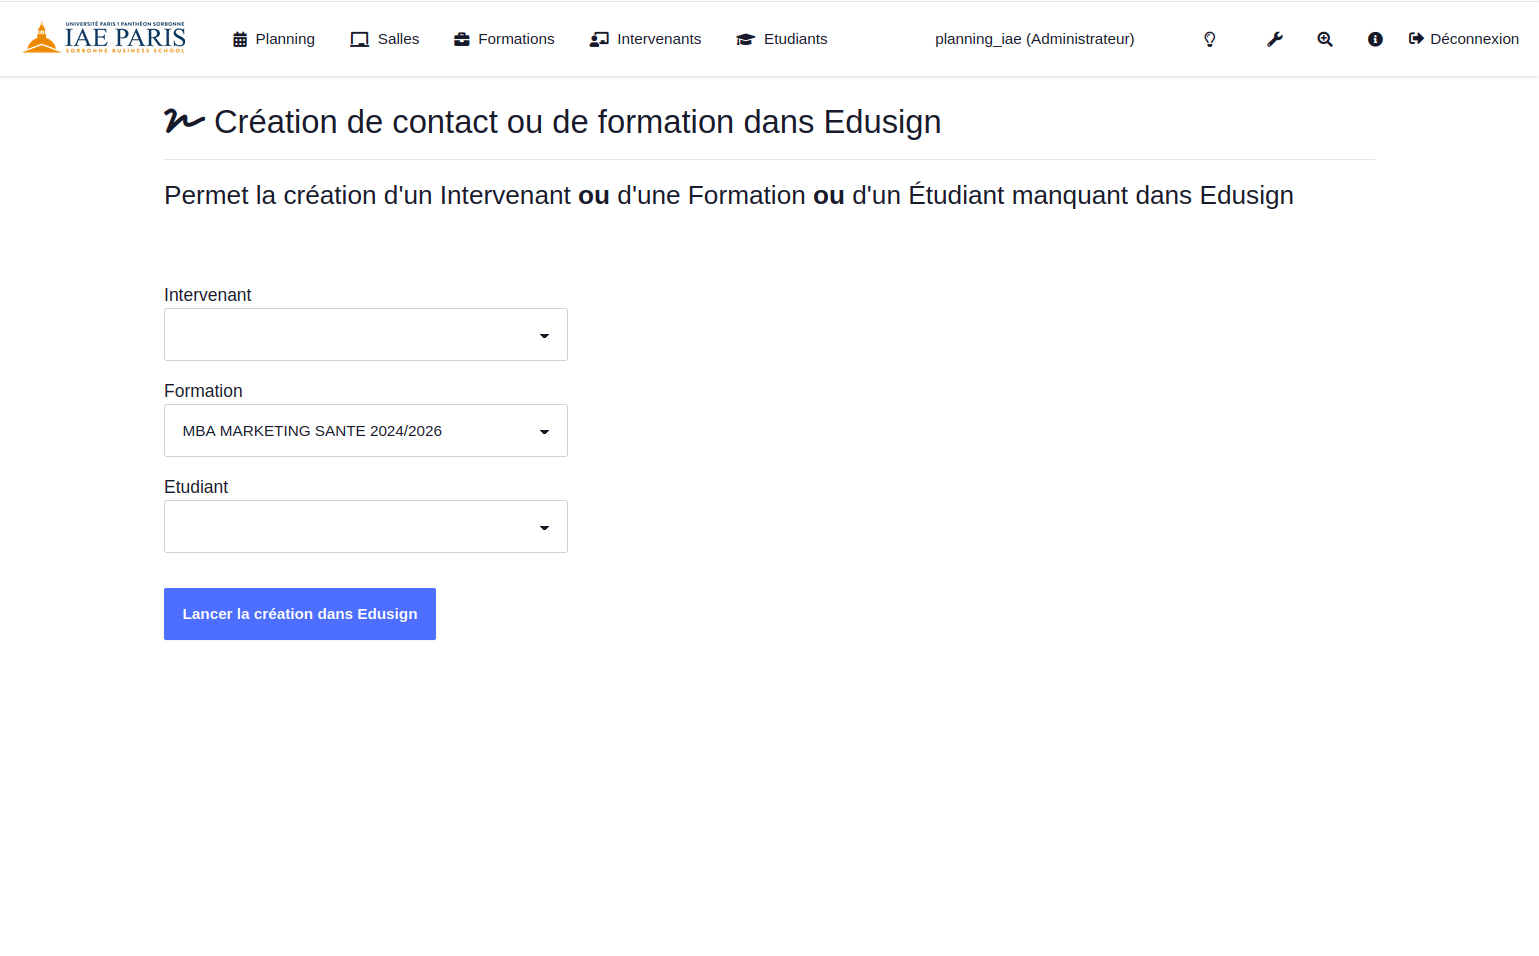 UNIVERSITÉ PARIS 1 PANTHÉON SORBONNE
IAE PARIS
SORBONNE BUSINESS SCHOOL
Planning
Salles
Formations
Intervenants
Etudiants
planning_iae (Administrateur)
Déconnexion
Création de contact ou de formation dans Edusign
Permet la création d'un Intervenant ou d'une Formation ou d'un Étudiant manquant dans Edusign
Intervenant
Formation
MBA MARKETING SANTE 2024/2026
Etudiant
Lancer la création dans Edusign